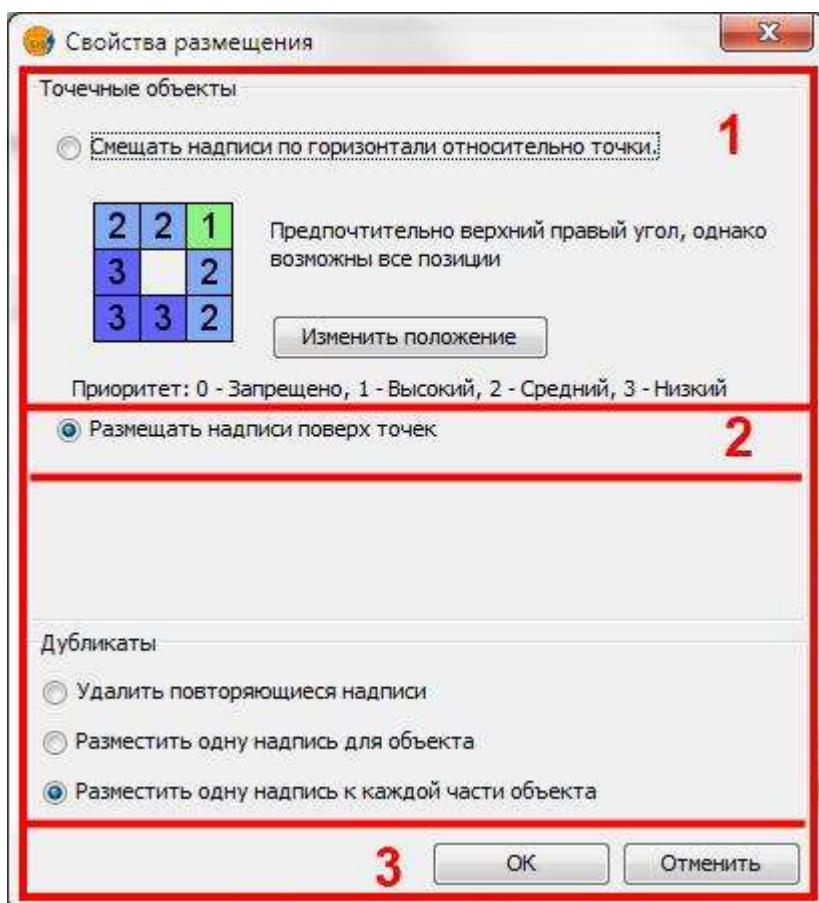 Свойства размещения
Точечные объекты
1
Смещать надписи по горизонтали относительно точки.
2 2 1
3 2
3 3 2
Предпочтительно верхний правый угол, однако
возможны все позиции
Изменить положение
Приоритет: 0 - Запрещено, 1 - Высокий, 2 - Средний, 3 - Низкий
Размещать надписи поверх точек
2
Дубликаты
Удалить повторяющиеся надписи
Разместить одну надпись для объекта
Разместить одну надпись к каждой части объекта
3
ОК
Отменить